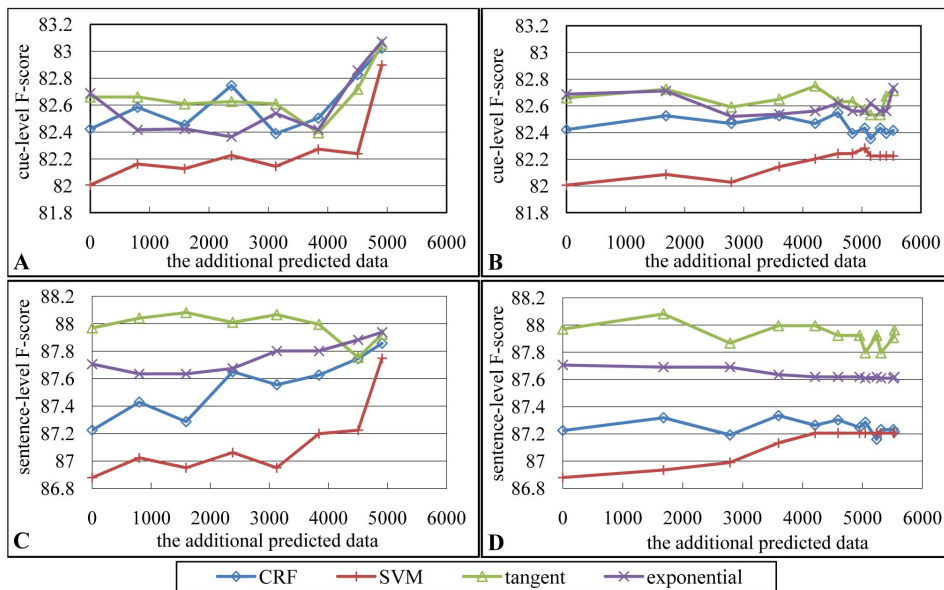 83.2
83
82.8
82.6
82.4
82.2
82
81.8
cue-level F-score
0 1000 2000 3000 4000 5000 6000
the additional predicted data
A
83.2
83
82.8
82.6
82.4
82.2
82
81.8
cue-level F-score
0 1000 2000 3000 4000 5000 6000
the additional predicted data
B
88.2
88
87.8
87.6
87.4
87.2
87
86.8
sentence-level F-score
0 1000 2000 3000 4000 5000 6000
the additional predicted data
C
88.2
88
87.8
87.6
87.4
87.2
87
86.8
sentence-level F-score
0 1000 2000 3000 4000 5000 6000
the additional predicted data
D
CRF SVM tangent exponential